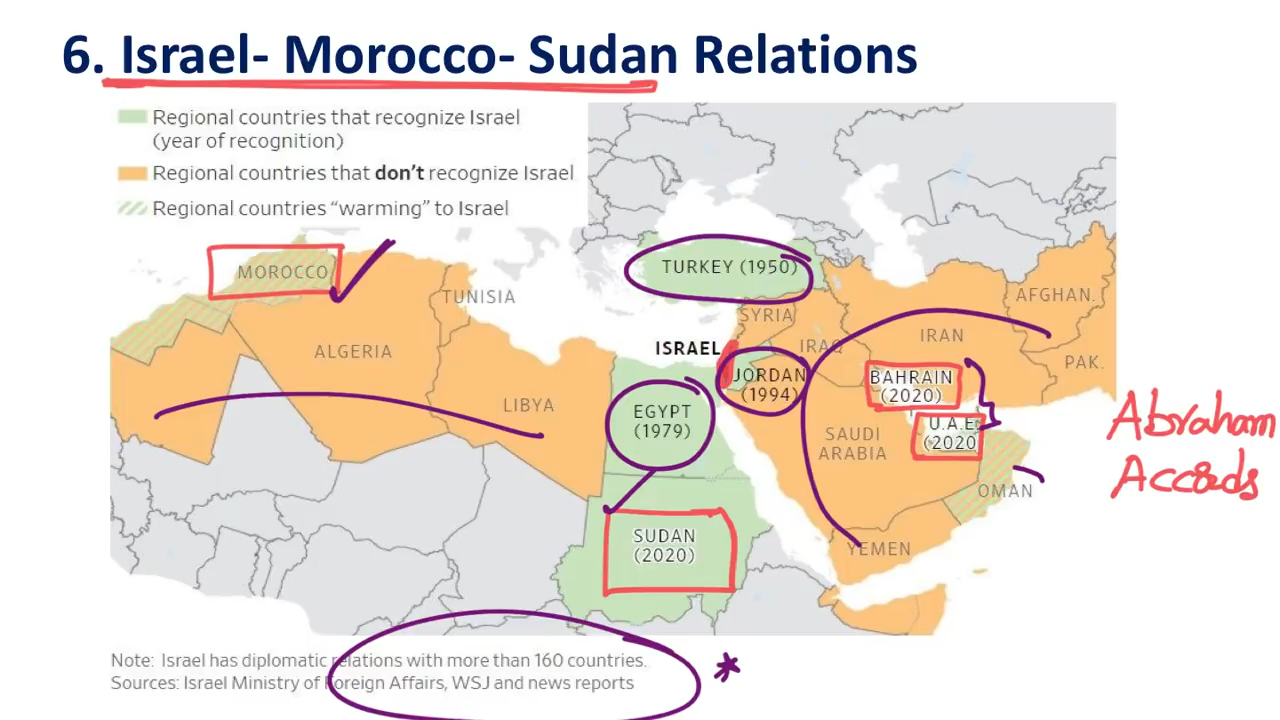 6. Israel- Morocco- Sudan Relations
Regional countries that recognize Israel
(year of recognition)
Regional countries that don't recognize Israel
Regional countries “warming” to Israel
MOROCCO
TUNISIA
ALGERIA
LIBYA
TURKEY (1950)
SYRIA
ISRAEL
IRAQ
IRAN
AFGHAN.
PAK.
JORDAN
(1994)
BAHRAIN
(2020)
EGYPT
(1979)
U.A.E
(2020
SAUDI
ARABIA
OMAN
Abraham
Accords
SUDAN
(2020)
YEMEN
Note: Israel has diplomatic relations with more than 160 countries.
Sources: Israel Ministry of Foreign Affairs, WSJ and news reports